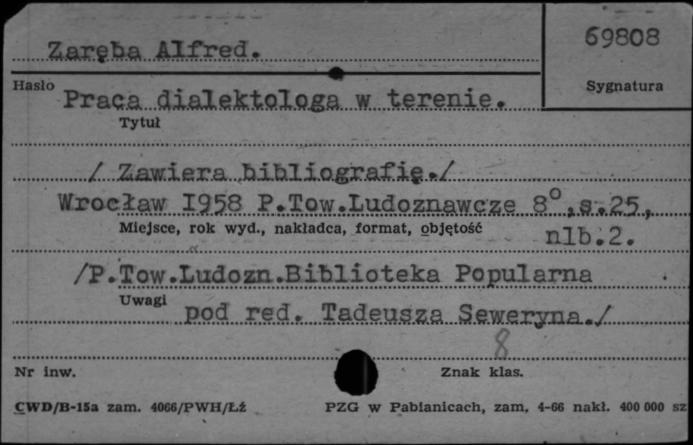 Zaręba Alfred.
69808
Hasło
Sygnatura
Praca dialektologa w terenie.
Tytuł
/ Zawiera bibliografię./
Wrocław 1958 P.Tow.Ludoznawcze 8°,s.25,
Miejsce, rok wyd., nakładca, format, objętość
nlb.2.
/P.Tow.Ludozn.Biblioteka Popularna
Uwagi
pod red. Tadeusza Seweryna./
8
Nr inw.
Znak klas.
CWD/B-15a zam. 4066/PWH/Łź
PZG w Pabianicach, zam. 4-66 nakł. 400 000 sz